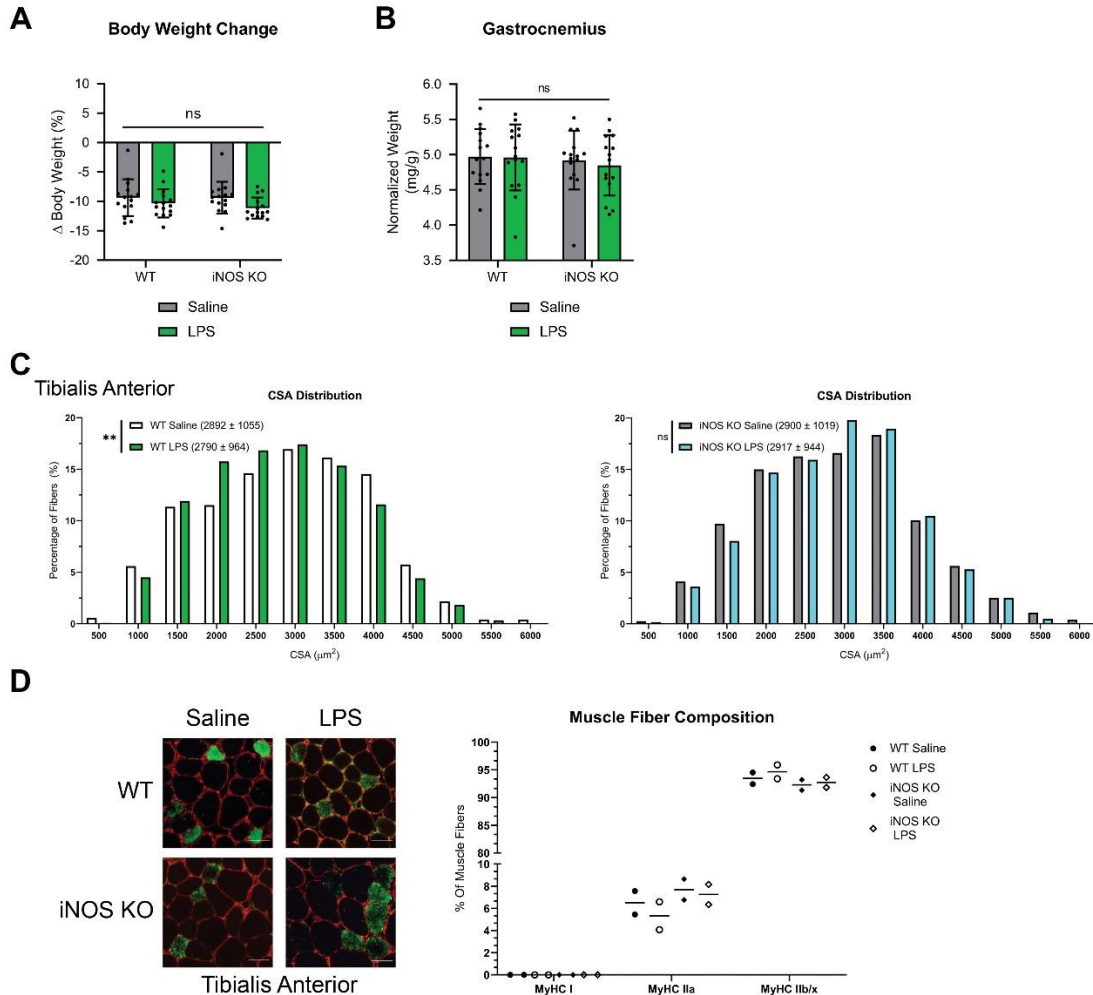 A
Body Weight Change
Δ Body Weight (%)
10
5
0
-5
-10
-15
-20
ns
WT
iNOS KO
Saline
LPS
B
Gastrocnemius
Normalized Weight
(mg/g)
6.0
5.5
5.0
4.5
4.0
3.5
ns
WT
iNOS KO
Saline
LPS
C
Tibialis Anterior
CSA Distribution
Percentage of Fibers (%)
20
15
10
5
0
**
WT Saline (2892 ± 1055)
WT LPS (2790 ± 964)
500 1000 1500 2000 2500 3000 3500 4000 4500 5000 5500 6000
CSA (μm²)
CSA Distribution
Percentage of Fibers (%)
20
15
10
5
0
ns
iNOS KO Saline (2900 ± 1019)
iNOS KO LPS (2917 ± 944)
500 1000 1500 2000 2500 3000 3500 4000 4500 5000 5500 6000
CSA (μm²)
D
Saline LPS
WT
iNOS KO
Tibialis Anterior
Muscle Fiber Composition
% Of Muscle Fibers
100
95
90
85
80
10
8
6
4
2
0
MyHC I MyHC IIa MyHC IIb/x
WT Saline
WT LPS
iNOS KO
Saline
iNOS KO
LPS